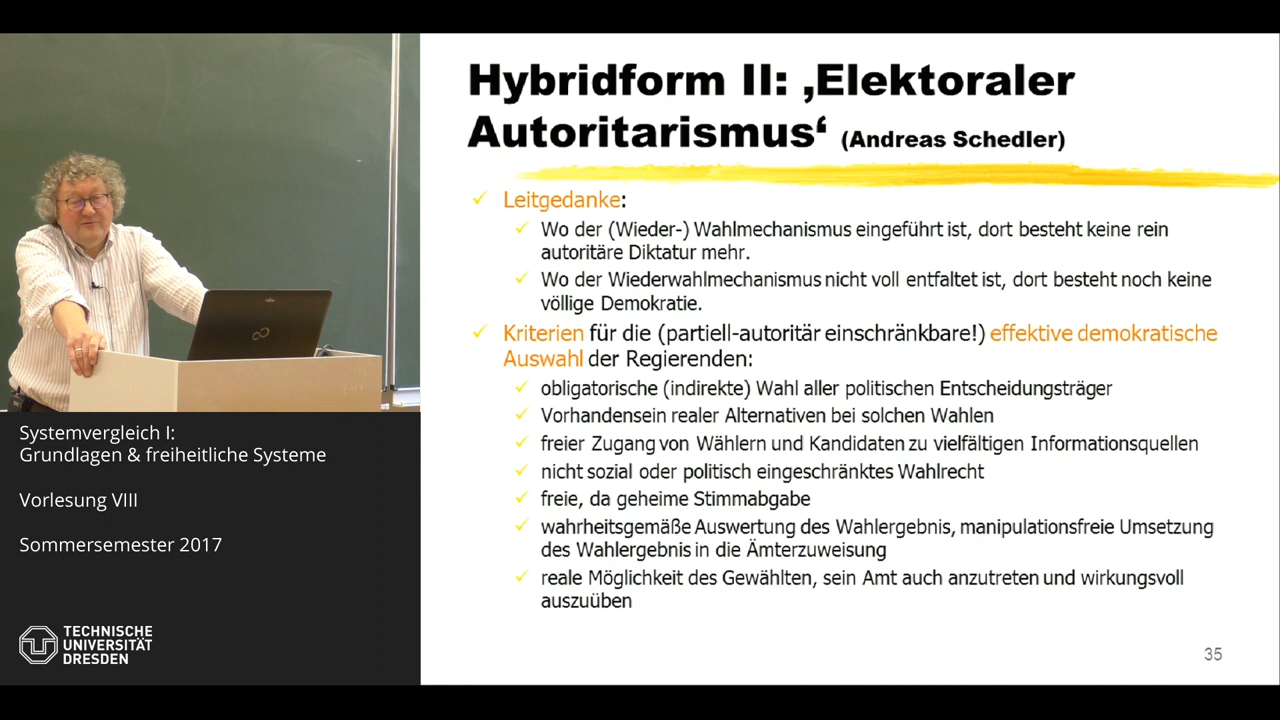 Hybridform II: ‚Elektoraler
Autoritarismus‘ (Andreas Schedler)
Leitgedanke:
Wo der (Wieder-) Wahlmechanismus eingeführt ist, dort besteht keine rein
autoritäre Diktatur mehr.
Wo der Wiederwahlmechanismus nicht voll entfaltet ist, dort besteht noch keine
völlige Demokratie.
Kriterien für die (partiell-autoritär einschränkbare!) effektive demokratische
Auswahl der Regierenden:
obligatorische (indirekte) Wahl aller politischen Entscheidungsträger
Vorhandensein realer Alternativen bei solchen Wahlen
freier Zugang von Wählern und Kandidaten zu vielfältigen Informationsquellen
nicht sozial oder politisch eingeschränktes Wahlrecht
freie, da geheime Stimmabgabe
wahrheitsgemäße Auswertung des Wahlergebnis, manipulationsfreie Umsetzung
des Wahlergebnis in die Ämterzuweisung
reale Möglichkeit des Gewählten, sein Amt auch anzutreten und wirkungsvoll
auszuüben
35
Systemvergleich I:
Grundlagen & freiheitliche Systeme
Vorlesung VIII
Sommersemester 2017
TECHNISCHE
UNIVERSITÄT
DRESDEN